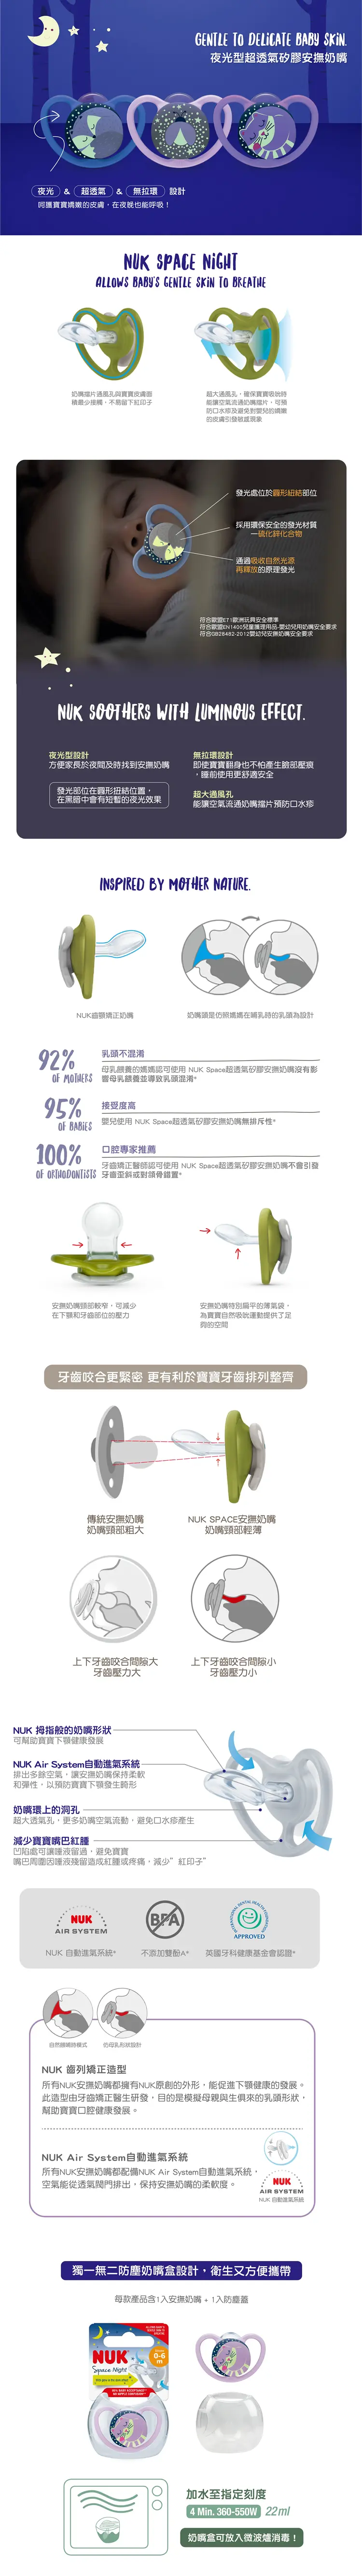 GENTLE TO DELICATE BABY SKIN.
夜光型超透氣矽膠安撫奶嘴
夜光 & 超透氣 & 無拉環 設計
呵護寶寶嬌嫩的皮膚,在夜晚也能呼吸!
NUK SPACE NIGHT
ALLOWS BABY'S GENTLE SKIN TO BREATHE
奶嘴擋片通風孔與寶寶皮膚面
積最少接觸,不易留下紅印子
超大通風孔,確保寶寶吸吮時
能讓空氣流通奶嘴擋片,可預
防口水疹及避免對嬰兒的嬌嫩
的皮膚引發敏感現象
發光處位於圓形紐結部位
採用環保安全的發光材質
—硫化鋅化合物
通過吸收自然光源
再釋放的原理發光
符合歐盟E71歐洲玩具安全標準
符合歐盟EN1400兒童護理用品-嬰幼兒用奶嘴安全要求
符合GB28482-2012嬰幼兒安撫奶嘴安全要求
NUK SOOTHERS WITH LUMINOUS EFFECT.
夜光型設計
方便家長於夜間及時找到安撫奶嘴
發光部位在圓形扭結位置,
在黑暗中會有短暫的夜光效果
無拉環設計
即使寶寶翻身也不怕產生臉部壓痕
,睡前使用更舒適安全
超大通風孔
能讓空氣流通奶嘴擋片預防口水疹
INSPIRED BY MOTHER NATURE.
NUK齒顎矯正奶嘴
奶嘴頭是仿照媽媽在哺乳時的乳頭為設計
92%
OF MOTHERS
乳頭不混淆
母乳餵養的媽媽認可使用 NUK Space超透氣矽膠安撫奶嘴沒有影
響母乳餵養並導致乳頭混淆*
95%
OF BABIES
接受度高
嬰兒使用 NUK Space超透氣矽膠安撫奶嘴無排斥性*
100%
OF ORTHODONTISTS
口腔專家推薦
牙齒矯正醫師認可使用 NUK Space超透氣矽膠安撫奶嘴不會引發
牙齒歪斜或對頜骨錯置*
安撫奶嘴頸部較窄,可減少
在下顎和牙齒部位的壓力
安撫奶嘴特別扁平的薄氣袋,
為寶寶自然吸吮運動提供了足
夠的空間
牙齒咬合更緊密 更有利於寶寶牙齒排列整齊
傳統安撫奶嘴
奶嘴頸部粗大
NUK SPACE安撫奶嘴
奶嘴頸部輕薄
上下牙齒咬合間隙大
牙齒壓力大
上下牙齒咬合間隙小
牙齒壓力小
NUK 拇指般的奶嘴形狀
可幫助寶寶下顎健康發展
NUK Air System自動進氣系統
排出多餘空氣,讓安撫奶嘴保持柔軟
和彈性,以預防寶寶下顎發生畸形
奶嘴環上的洞孔
超大透氣孔,更多奶嘴空氣流動,避免口水疹產生
減少寶寶嘴巴紅腫
凹陷處可讓唾液留過,避免寶寶
嘴巴周圍因唾液殘留造成紅腫或疼痛,減少”紅印子”
NUK
AIR SYSTEM
NUK 自動進氣系統*
BPA
不添加雙酚A*
INTERNATIONAL DENTAL HEALTH FOUNDATION
APPROVED
英國牙科健康基金會認證*
自然餵哺時模式
仿母乳形狀設計
NUK 齒列矯正造型
所有NUK安撫奶嘴都擁有NUK原創的外形,能促進下顎健康的發展。
此造型由牙齒矯正醫生研發,目的是模擬母親與生俱來的乳頭形狀,
幫助寶寶口腔健康發展。
NUK Air System自動進氣系統
所有NUK安撫奶嘴都配備NUK Air System自動進氣系統,
空氣能從透氣閥門排出,保持安撫奶嘴的柔軟度。
NUK
AIR SYSTEM
NUK 自動進氣系統
獨一無二防塵奶嘴盒設計,衛生又方便攜帶
每款產品含1入安撫奶嘴 + 1入防塵蓋
NUK
0-6
m
Space Night
加水至指定刻度
4 Min. 360-550W 22ml
奶嘴盒可放入微波爐消毒!